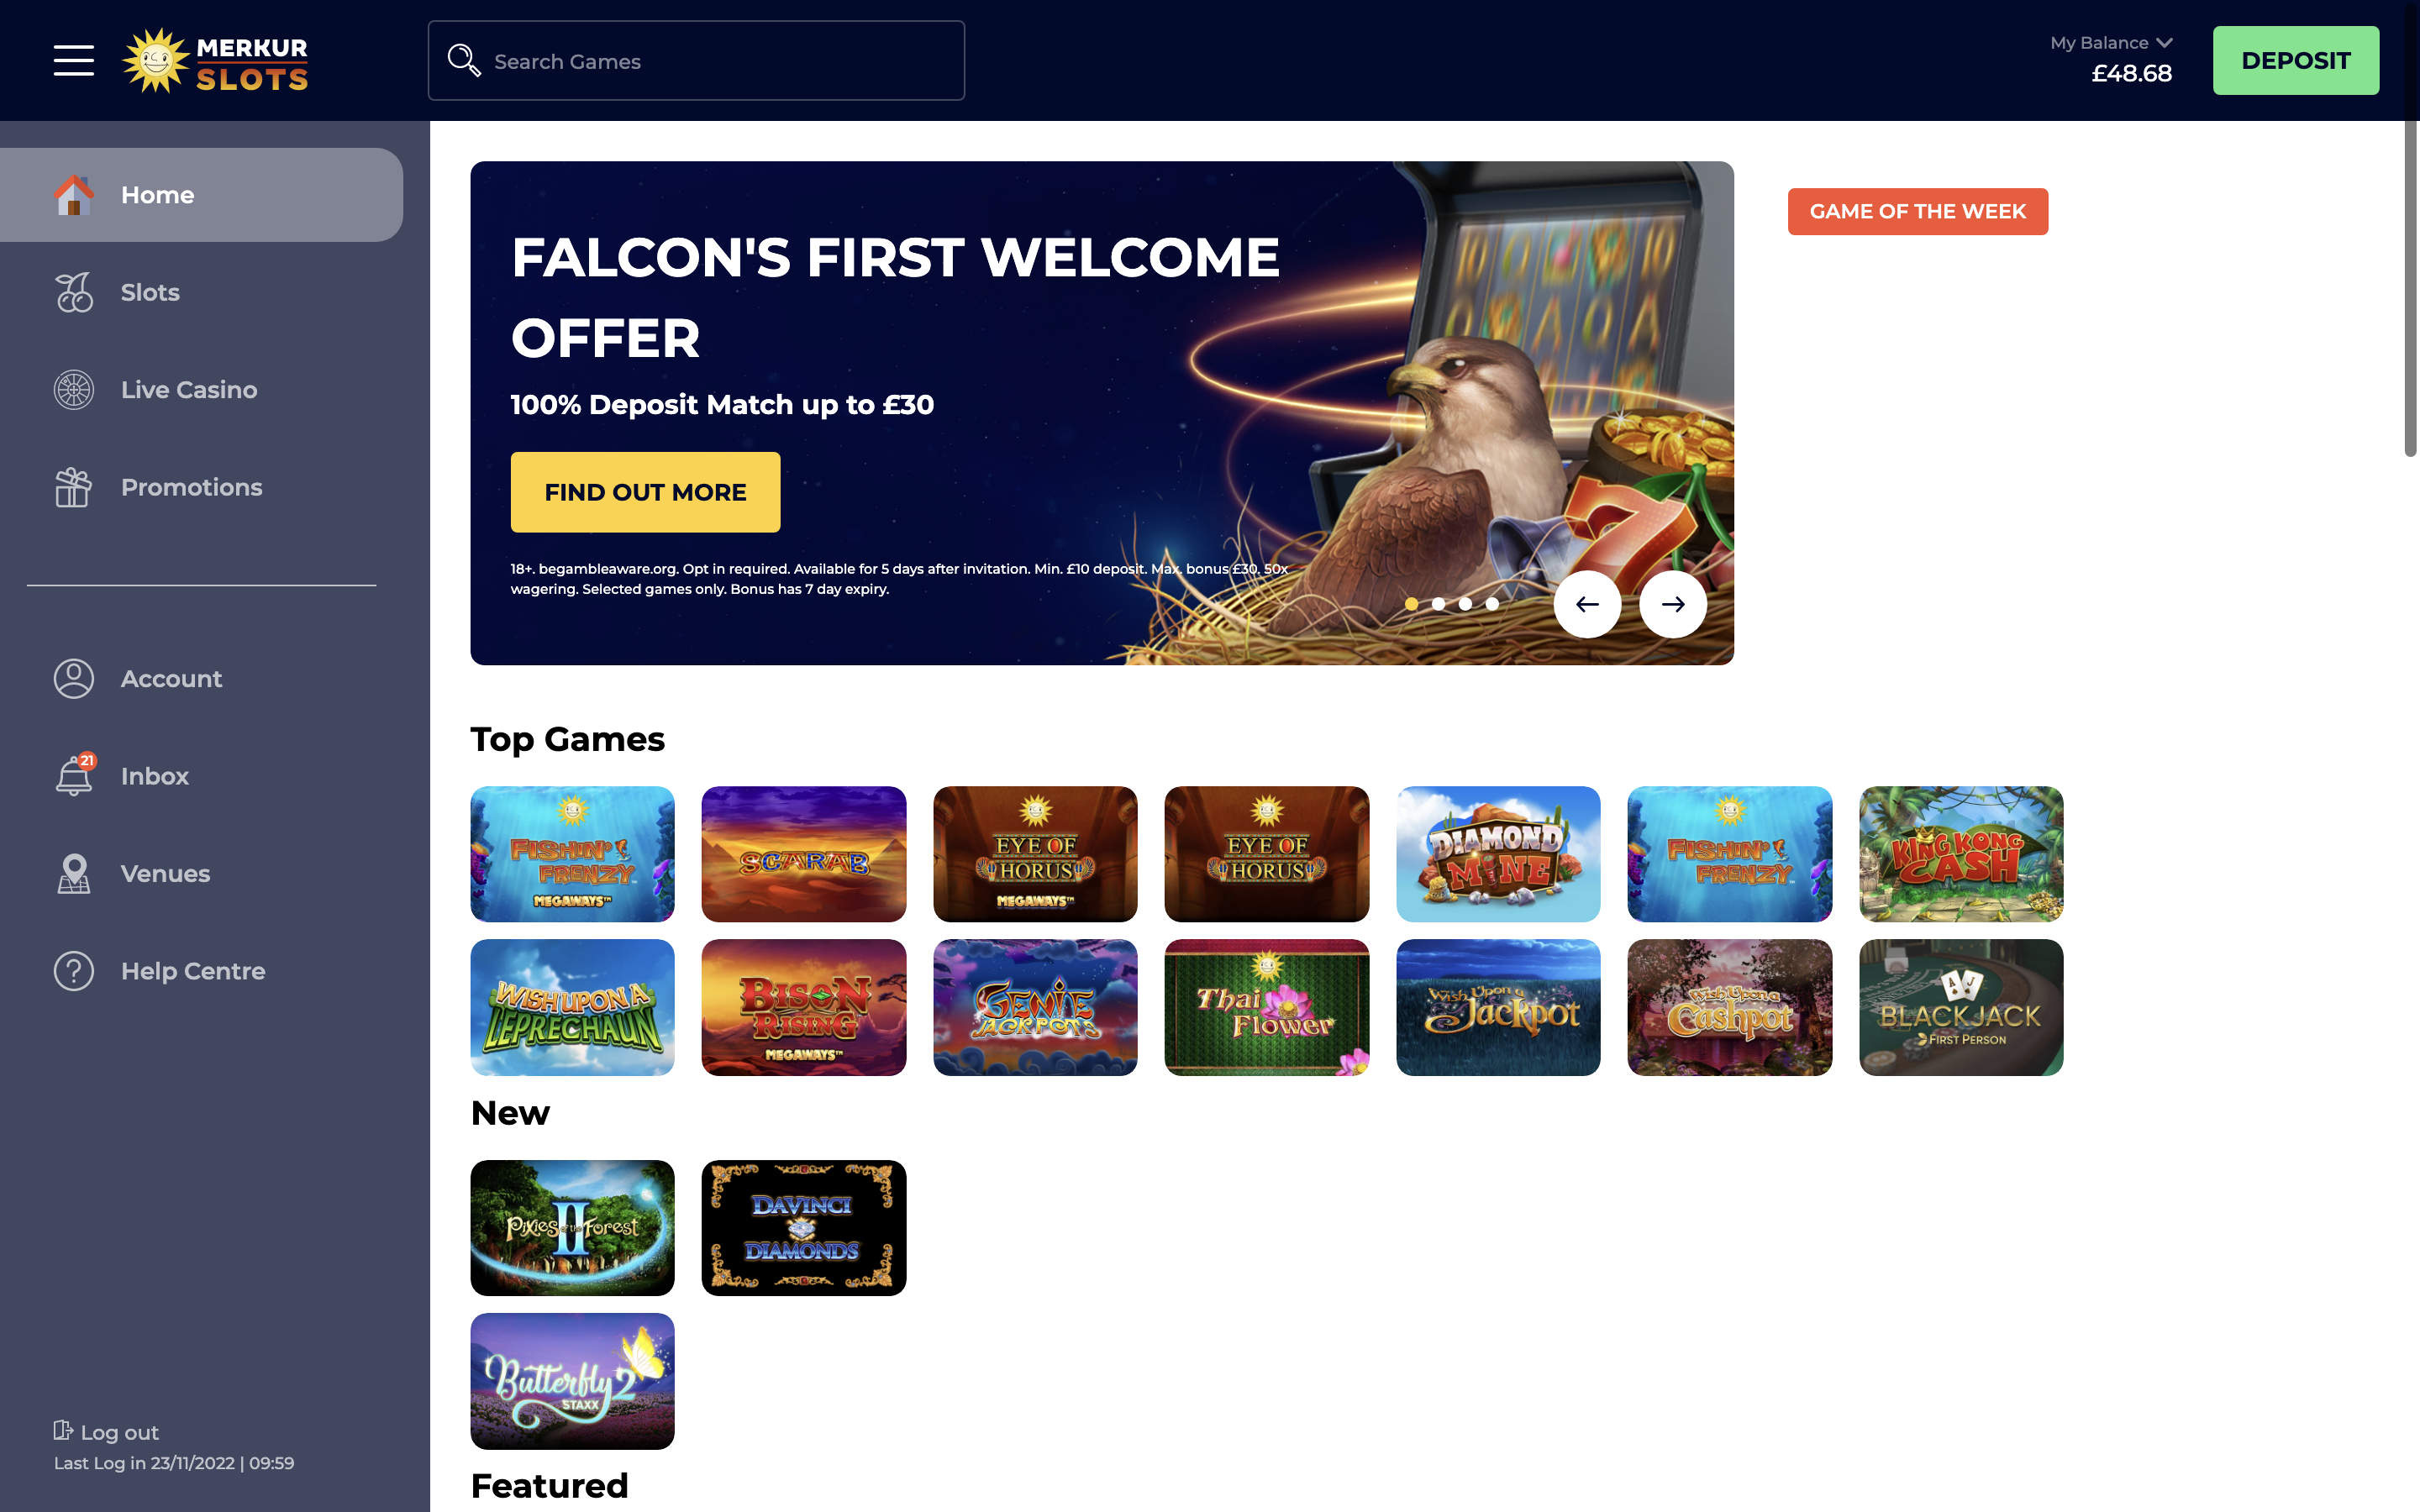 MERKUR
SLOTS
Search Games
My Balance
£48.68
DEPOSIT
Home
Slots
Live Casino
Promotions
Account
21
Inbox
Venues
Help Centre
Log out
Last Log in 23/11/2022 | 09:59
FALCON'S FIRST WELCOME
OFFER
100% Deposit Match up to £30
FIND OUT MORE
18+. begambleaware.org. Opt in required. Available for 5 days after invitation. Min. £10 deposit. Max. bonus £30. 50x
wagering. Selected games only. Bonus has 7 day expiry.
GAME OF THE WEEK
Top Games
FISHIN'
FRENZY™
MEGAWAYS™
SCARAB
EYE OF
HORUS
MEGAWAYS™
EYE OF
HORUS
DIAMOND
MINE
FISHIN'
FRENZY™
KING KONG
CASH
WISH UPON A
LEPRECHAUN
BISON
RISING
MEGAWAYS™
GENIE
JACKPOTS
Thai
Flower
Wish Upon a
Jackpot
Wish Upon a
Cashpot
A J
BLACKJACK
FIRST PERSON
New
Pixies of the Forest
II
DAVINCI
DIAMONDS
Butterfly 2
STAXX
Featured